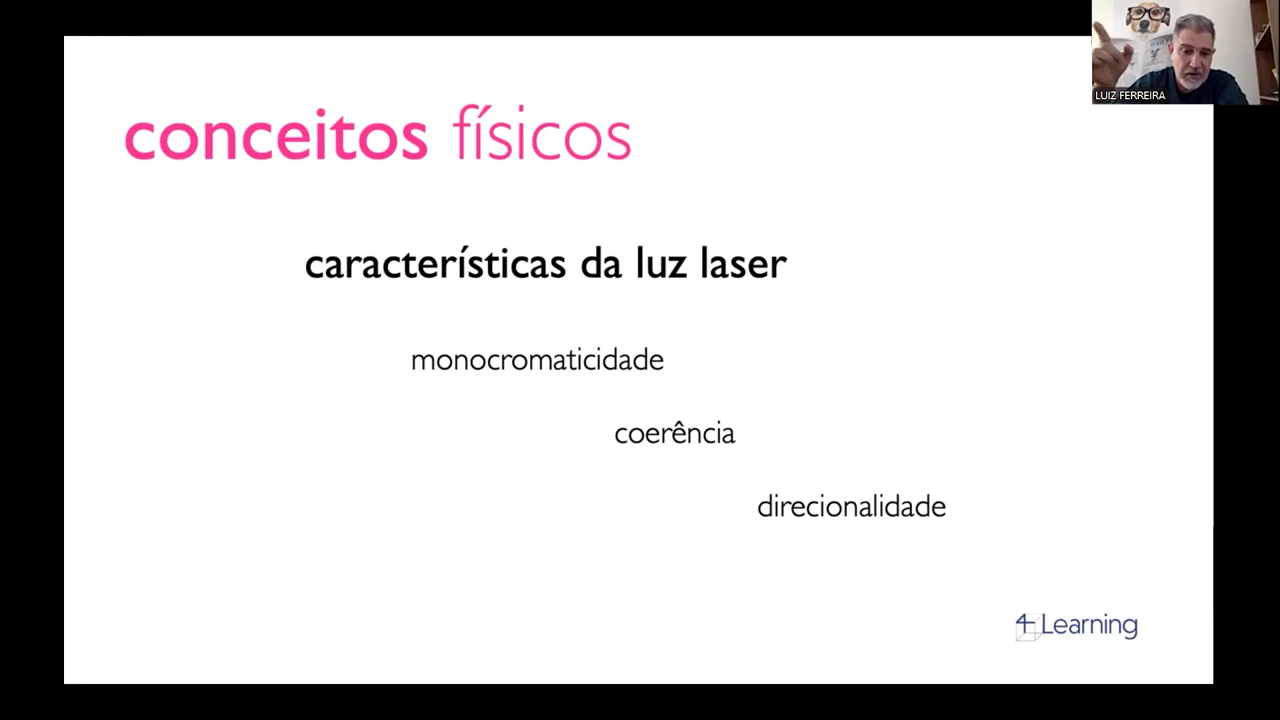 conceitos físicos
LUIZ FERREIRA
características da luz laser
monocromaticidade
coerência
direcionalidade
4Learning